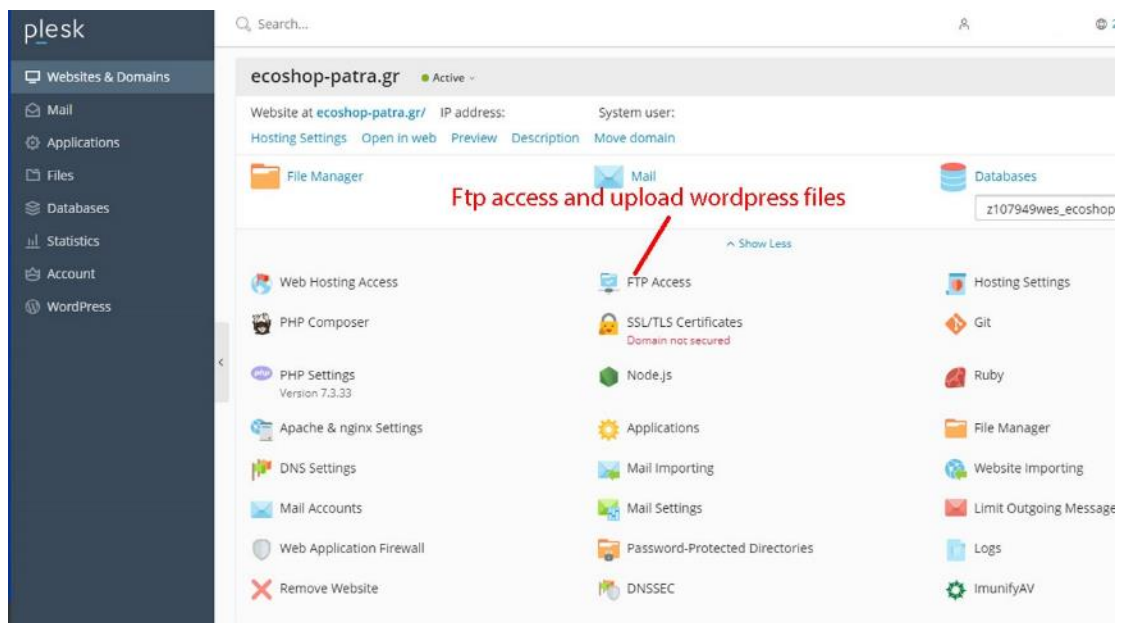 plesk
Search...
Websites & Domains
Mail
Applications
Files
Databases
Statistics
Account
WordPress
ecoshop-patra.gr Active
Website at ecoshop-patra.gr/ IP address: System user:
Hosting Settings Open in web Preview Description Move domain
File Manager Mail Databases
z107949wes_ecoshop
Ftp access and upload wordpress files
Show Less
Web Hosting Access FTP Access Hosting Settings
PHP Composer SSL/TLS Certificates Git
Domain not secured
PHP Settings Node.js Ruby
Version 7.3.33
Apache & nginx Settings Applications File Manager
DNS Settings Mail Importing Website Importing
Mail Accounts Mail Settings Limit Outgoing Message
Web Application Firewall Password-Protected Directories Logs
Remove Website DNSSEC ImunifyAV